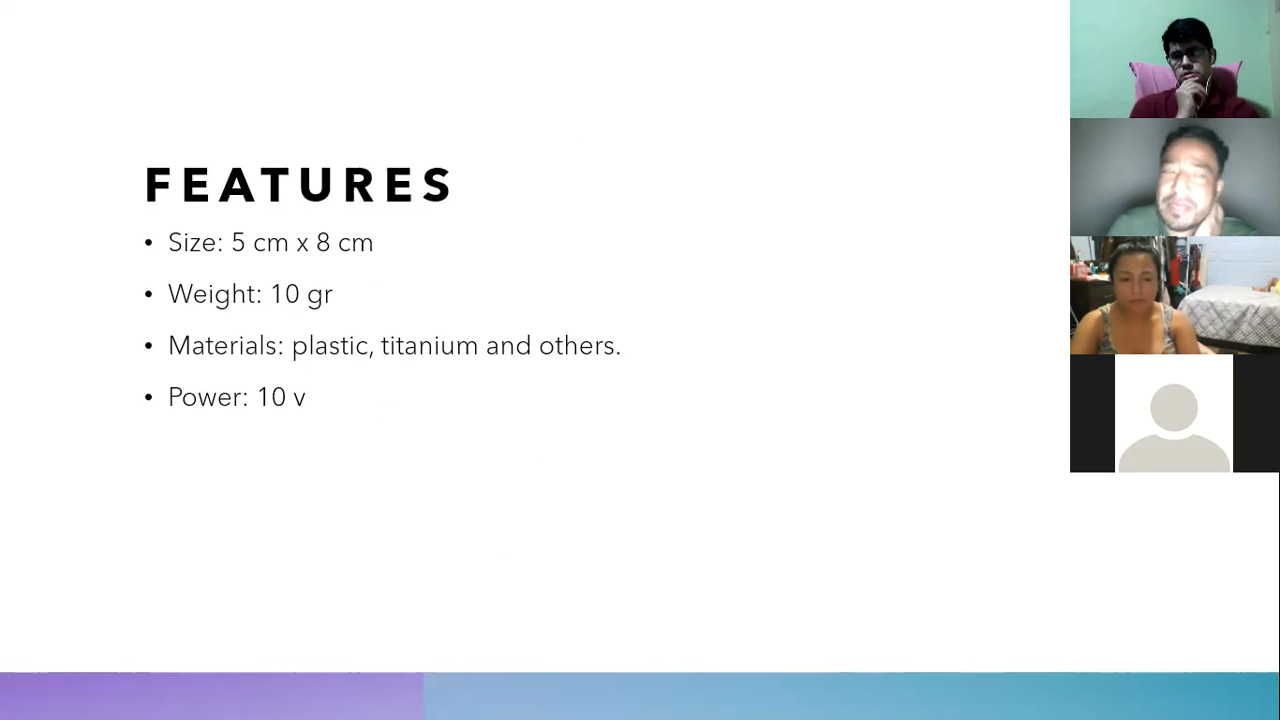 FEATURES
• Size: 5 cm x 8 cm
• Weight: 10 gr
• Materials: plastic, titanium and others.
• Power: 10 v